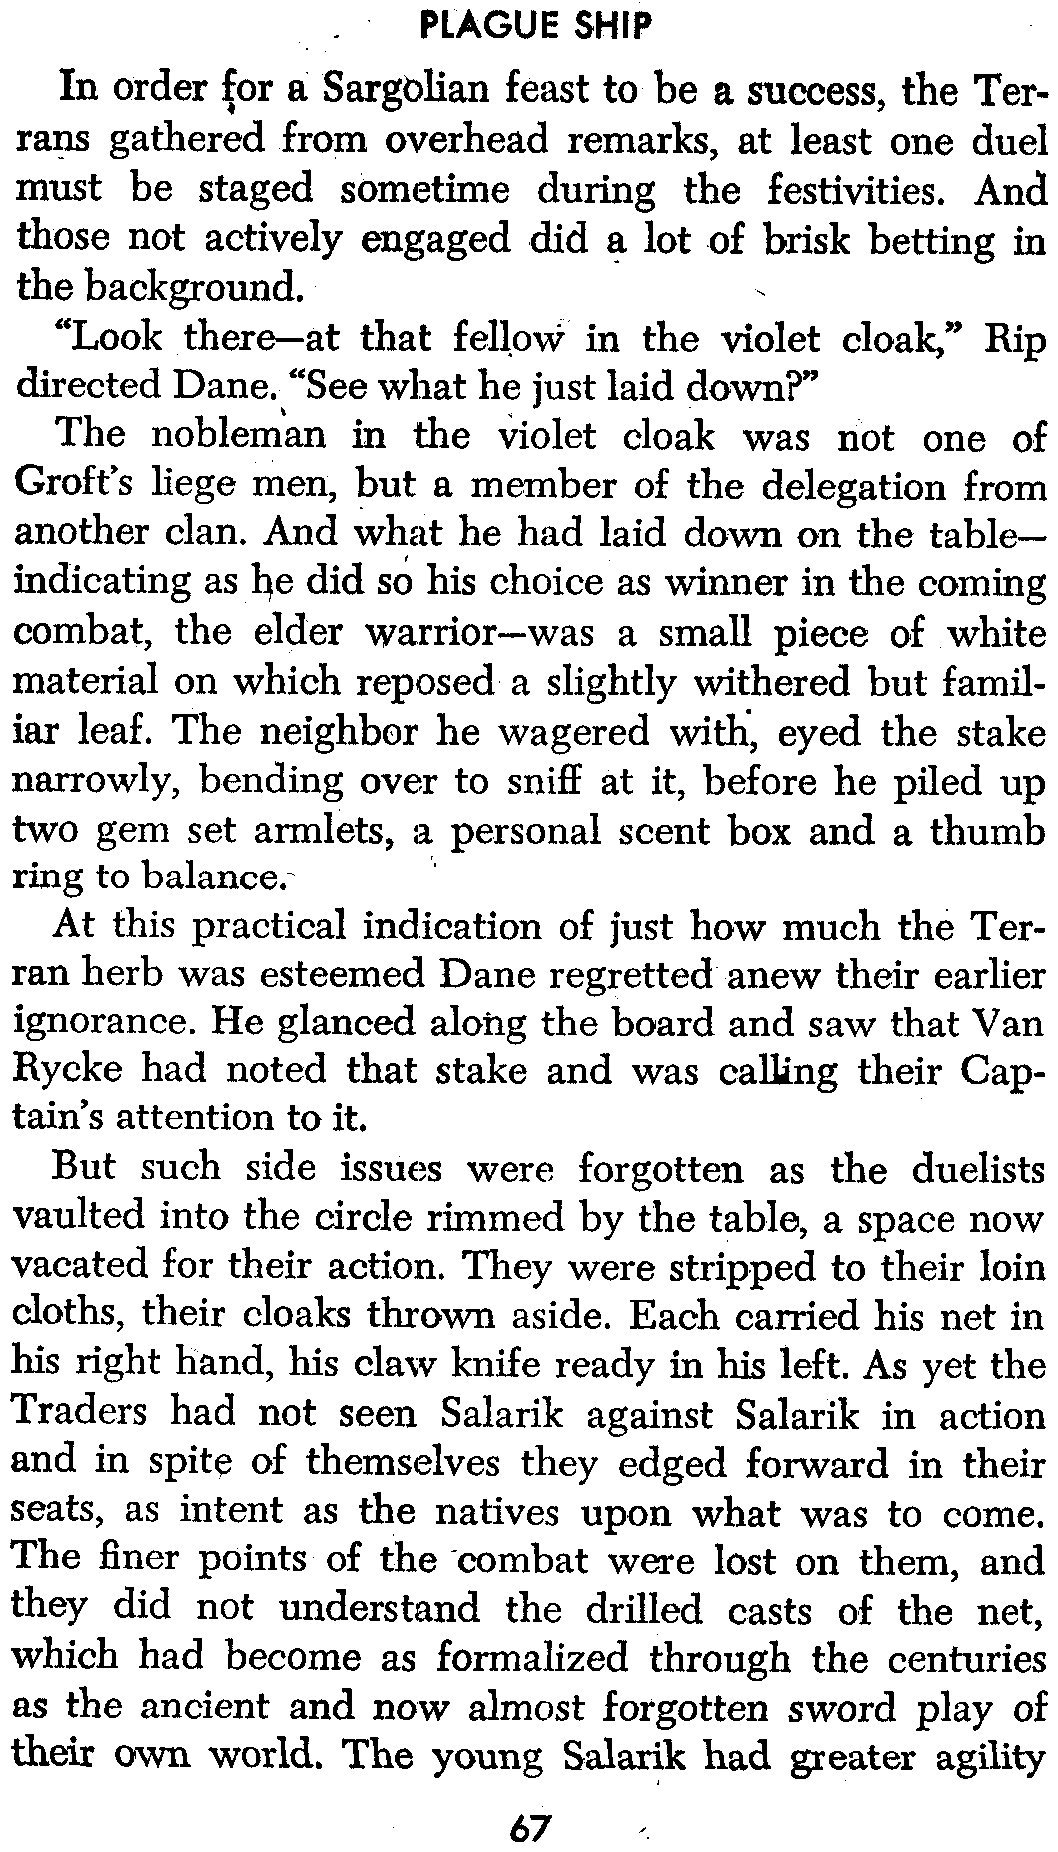 PLAGUE SHIP
In order for a Sargolian feast to be a success, the Ter-
rans gathered from overhead remarks, at least one duel
must be staged sometime during the festivities. And
those not actively engaged did a lot of brisk betting in
the background.
“Look there—at that fellow in the violet cloak,” Rip
directed Dane. “See what he just laid down?”
The nobleman in the violet cloak was not one of
Groft's liege men, but a member of the delegation from
another clan. And what he had laid down on the table—
indicating as he did so his choice as winner in the coming
combat, the elder warrior—was a small piece of white
material on which reposed a slightly withered but famil-
iar leaf. The neighbor he wagered with, eyed the stake
narrowly, bending over to sniff at it, before he piled up
two gem set armlets, a personal scent box and a thumb
ring to balance.
At this practical indication of just how much the Ter-
ran herb was esteemed Dane regretted anew their earlier
ignorance. He glanced along the board and saw that Van
Rycke had noted that stake and was calling their Cap-
tain's attention to it.
But such side issues were forgotten as the duelists
vaulted into the circle rimmed by the table, a space now
vacated for their action. They were stripped to their loin
cloths, their cloaks thrown aside. Each carried his net in
his right hand, his claw knife ready in his left. As yet the
Traders had not seen Salarik against Salarik in action
and in spite of themselves they edged forward in their
seats, as intent as the natives upon what was to come.
The finer points of the combat were lost on them, and
they did not understand the drilled casts of the net,
which had become as formalized through the centuries
as the ancient and now almost forgotten sword play of
their own world. The young Salarik had greater agility
67